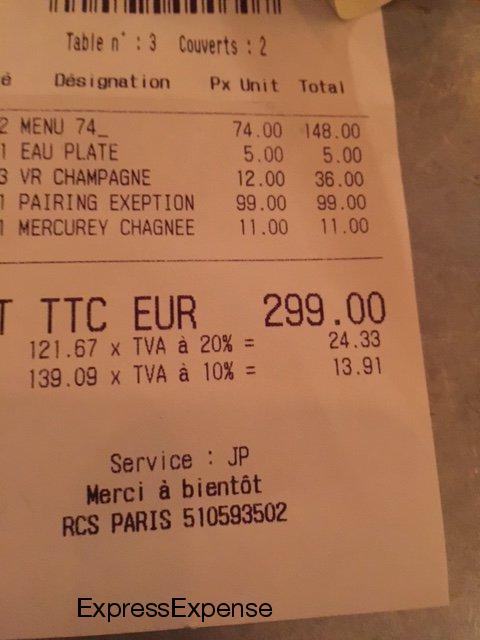 Table n° : 3 Couverts : 2
é Désignation Px Unit Total
2 MENU 74_ 74.00 148.00
1 EAU PLATE 5.00 5.00
3 VR CHAMPAGNE 12.00 36.00
1 PAIRING EXEPTION 99.00 99.00
1 MERCUREY CHAGNEE 11.00 11.00
T TTC EUR 299.00
121.67 x TVA à 20% = 24.33
139.09 x TVA à 10% = 13.91
Service : JP
Merci à bientôt
RCS PARIS 510593502
ExpressExpense